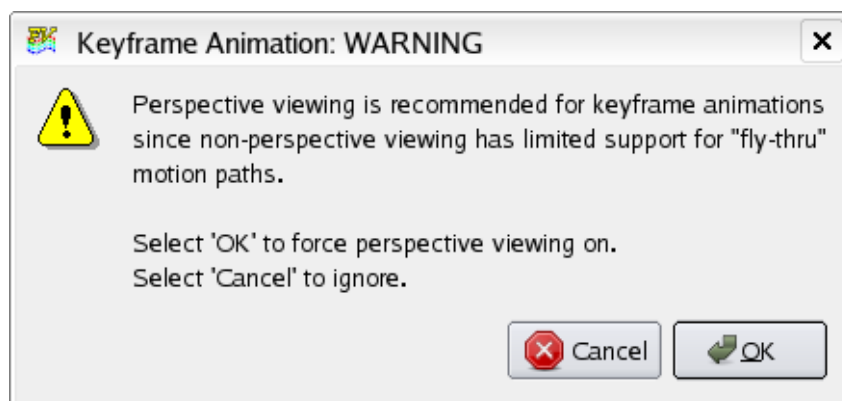 Keyframe Animation: WARNING
Perspective viewing is recommended for keyframe animations
since non-perspective viewing has limited support for "fly-thru"
motion paths.
Select 'OK' to force perspective viewing on.
Select 'Cancel' to ignore.
Cancel
OK